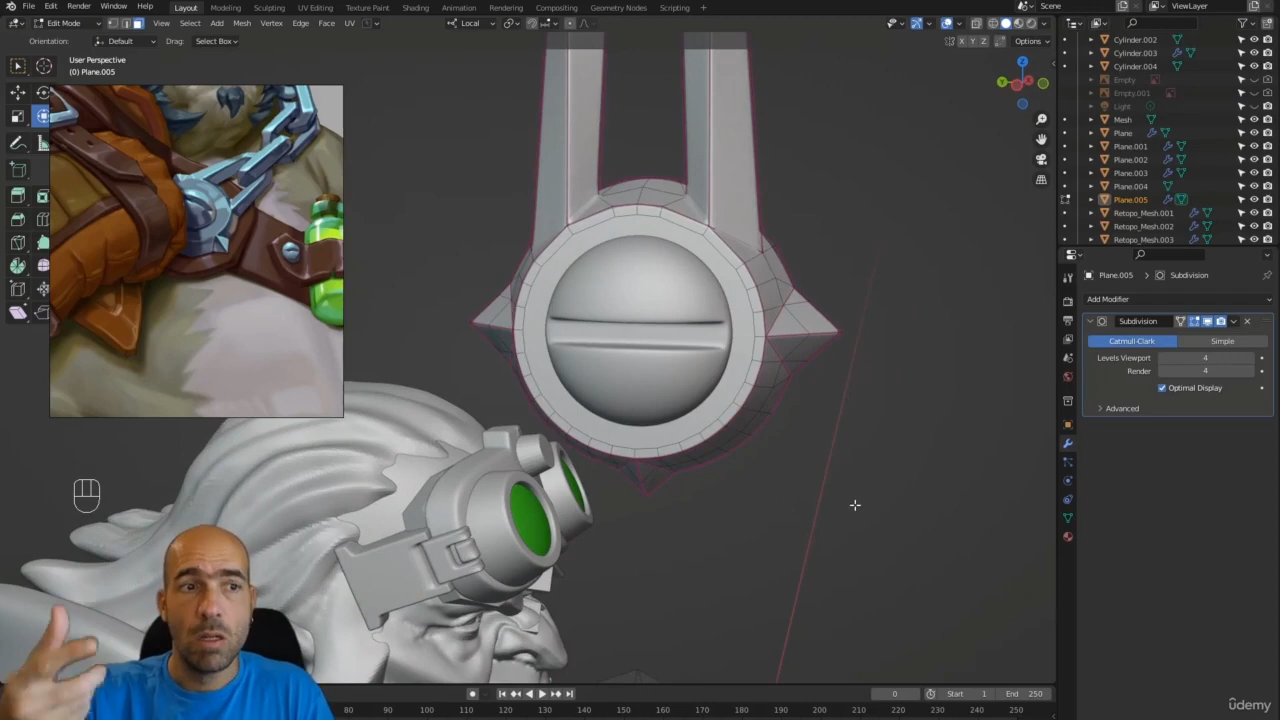 File Edit Render Window Help Layout Modeling Sculpting UV Editing Texture Paint Shading Animation Rendering Compositing Geometry Nodes Scripting + Scene ViewLayer
Edit Mode View Select Add Mesh Vertex Edge Face UV Local
Orientation: Default Drag: Select Box X Y Z Options
User Perspective
(0) Plane.005
Cylinder.002
Cylinder.003
Cylinder.004
Empty
Empty.001
Light
Mesh
Plane
Plane.001
Plane.002
Plane.003
Plane.004
Plane.005
Retopo_Mesh.001
Retopo_Mesh.002
Retopo_Mesh.003
Plane.005 > Subdivision
Add Modifier
Subdivision
Catmull-Clark Simple
Levels Viewport 4
Render 4
Optimal Display
Advanced
0 Start 1 End 250
80 90 100 110 120 130 140 150 160 170 180 190 200 210 220 230 240 250
ûdemy